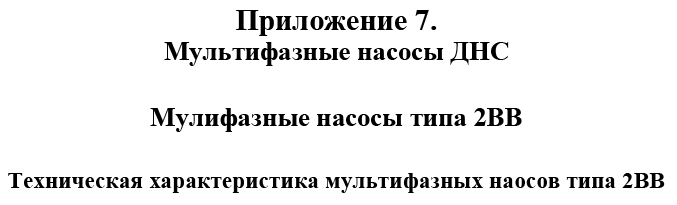 Приложение 7.
Мультифазные насосы ДНС
Мулифазные насосы типа 2ВВ
Техническая характеристика мультифазных наосов типа 2ВВ